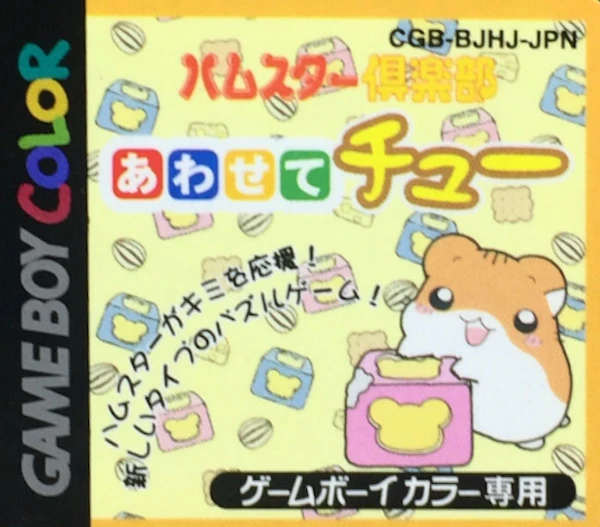 CGB-BJHJ-JPN
ハムスター倶楽部
あわせてチュー
ハムスターがキミを応援!
新しいタイプのパズルゲーム!
ゲームボーイカラー専用
GAME BOY COLOR